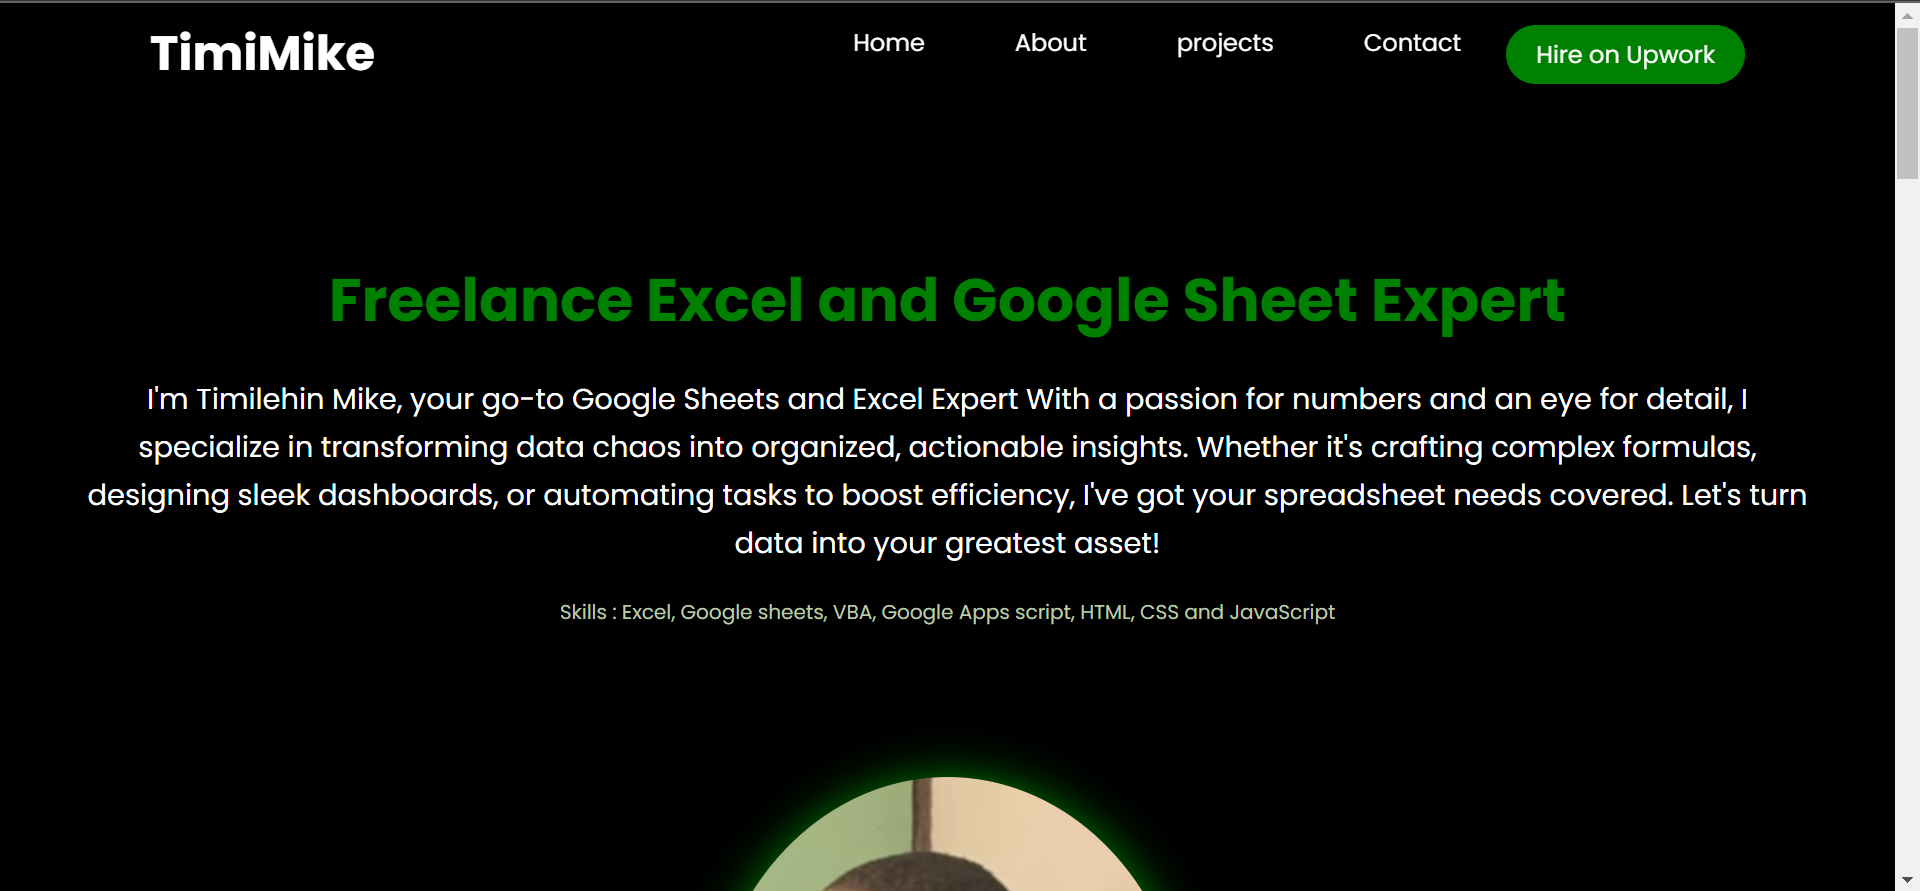 TimiMike
Home
About
projects
Contact
Hire on Upwork
Freelance Excel and Google Sheet Expert
I'm Timilehin Mike, your go-to Google Sheets and Excel Expert With a passion for numbers and an eye for detail, I
specialize in transforming data chaos into organized, actionable insights. Whether it's crafting complex formulas,
designing sleek dashboards, or automating tasks to boost efficiency, I've got your spreadsheet needs covered. Let's turn
data into your greatest asset!
Skills : Excel, Google sheets, VBA, Google Apps script, HTML, CSS and JavaScript